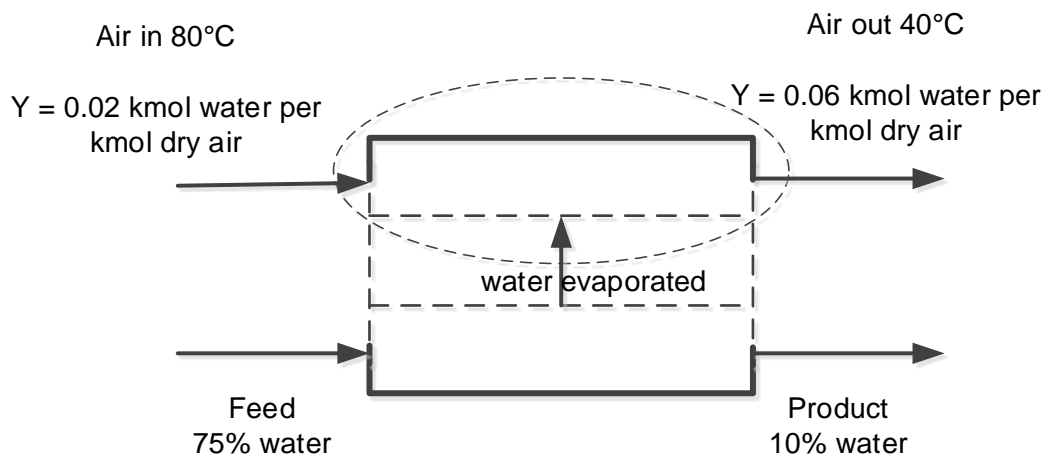 Air in 80°C
Air out 40°C
Y = 0.02 kmol water per
kmol dry air
Y = 0.06 kmol water per
kmol dry air
water evaporated
Feed
75% water
Product
10% water